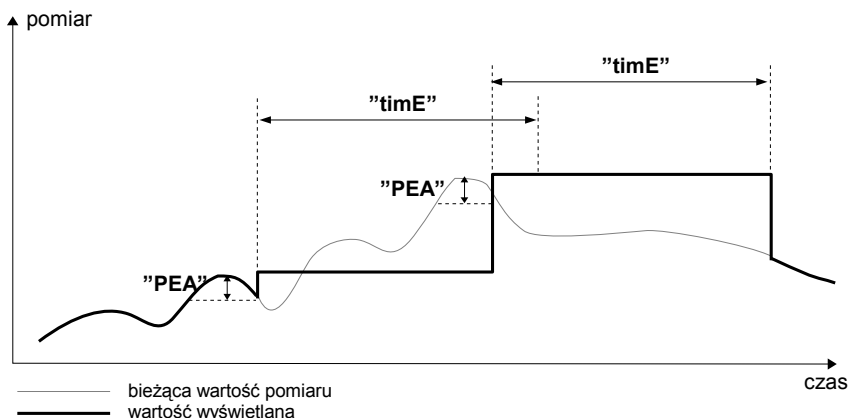 pomiar
”timE”
”timE”
”PEA”
”PEA”
czas
bieżąca wartość pomiaru
wartość wyświetlana